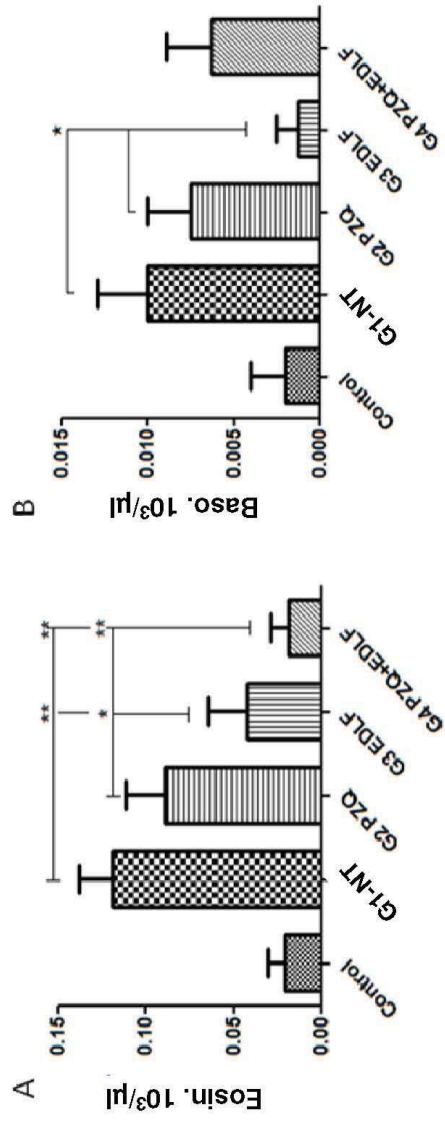 A
Eosin. 10³/µl
0.15
0.10
0.05
0.00
** ** 
* **
Control
G1-NT
G2 PZQ
G3 EDLF
G4 PZQ+EDLF
B
Baso. 10³/µl
0.015
0.010
0.005
0.000
*
Control
G1-NT
G2 PZQ
G3 EDLF
G4 PZQ+EDLF